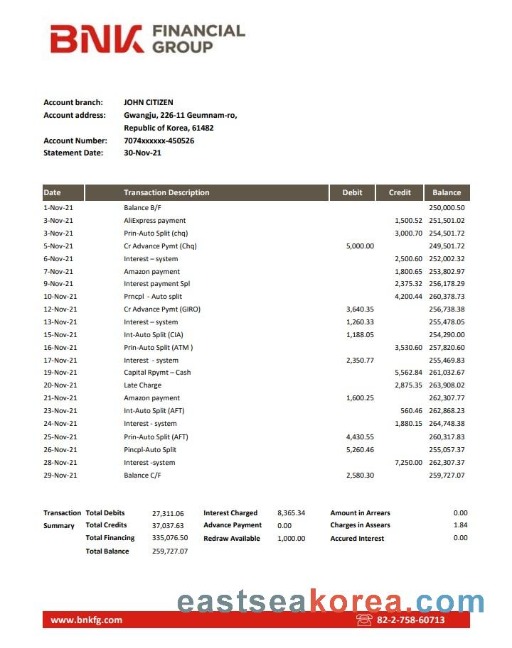 BNK FINANCIAL
GROUP
Account branch: JOHN CITIZEN
Account address: Gwangju, 226-11 Geumnam-ro,
Republic of Korea, 61482
Account Number: 7074xxxxxx-450526
Statement Date: 30-Nov-21
Date Transaction Description Debit Credit Balance
1-Nov-21 Balance B/F 250,000.50
3-Nov-21 AliExpress payment 1,500.52 251,501.02
3-Nov-21 Prin-Auto Split (chq) 3,000.70 254,501.72
5-Nov-21 Cr Advance Pymt (Chq) 5,000.00 249,501.72
6-Nov-21 Interest – system 2,500.60 252,002.32
7-Nov-21 Amazon payment 1,800.65 253,802.97
9-Nov-21 Interest payment Spl 2,375.32 256,178.29
10-Nov-21 Prncpl - Auto split 4,200.44 260,378.73
12-Nov-21 Cr Advance Pymt (GIRO) 3,640.35 256,738.38
13-Nov-21 Interest – system 1,260.33 255,478.05
15-Nov-21 Int-Auto Split (CIA) 1,188.05 254,290.00
16-Nov-21 Prin-Auto Split (ATM ) 3,530.60 257,820.60
17-Nov-21 Interest - system 2,350.77 255,469.83
19-Nov-21 Capital Rpymt – Cash 5,562.84 261,032.67
20-Nov-21 Late Charge 2,875.35 263,908.02
21-Nov-21 Amazon payment 1,600.25 262,307.77
23-Nov-21 Int-Auto Split (AFT) 560.46 262,868.23
24-Nov-21 Interest - system 1,880.15 264,748.38
25-Nov-21 Prin-Auto Split (AFT) 4,430.55 260,317.83
26-Nov-21 Pincpl-Auto Split 5,260.46 255,057.37
28-Nov-21 Interest -system 7,250.00 262,307.37
29-Nov-21 Balance C/F 2,580.30 259,727.07
Transaction Total Debits 27,311.06 Interest Charged 8,365.34 Amount in Arrears 0.00
Summary Total Credits 37,037.63 Advance Payment 0.00 Charges in Assears 1.84
Total Financing 335,076.50 Redraw Available 1,000.00 Accured Interest 0.00
Total Balance 259,727.07
eastseakorea.com
www.bnkfg.com 82-2-758-60713